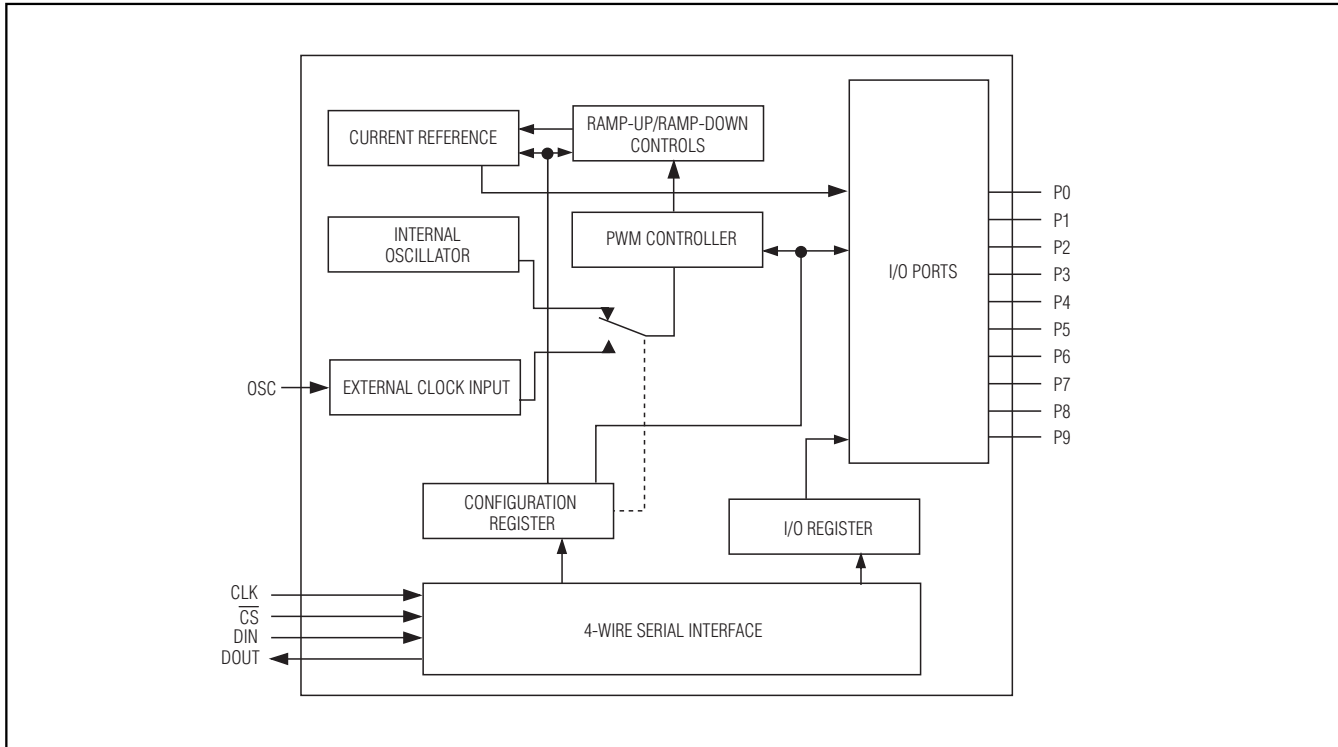 CURRENT REFERENCE
RAMP-UP/RAMP-DOWN
CONTROLS
INTERNAL
OSCILLATOR
PWM CONTROLLER
I/O PORTS
P0
P1
P2
P3
P4
P5
P6
P7
P8
P9
OSC
EXTERNAL CLOCK INPUT
CONFIGURATION
REGISTER
I/O REGISTER
CLK
C̅S̅
DIN
DOUT
4-WIRE SERIAL INTERFACE